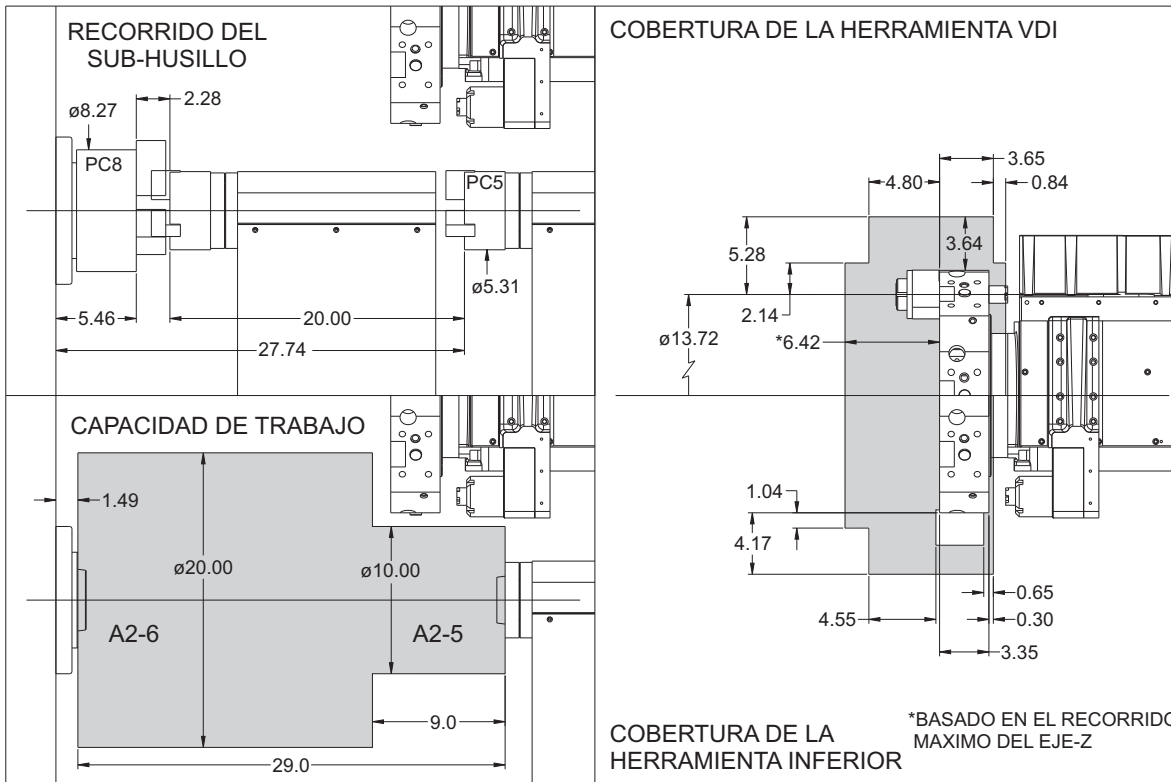 RECORRIDO DEL
SUB-HUSILLO
2.28
ø8.27
PC8
PC5
ø5.31
5.46
20.00
27.74
CAPACIDAD DE TRABAJO
1.49
ø20.00
ø10.00
A2-6
A2-5
9.0
29.0
COBERTURA DE LA HERRAMIENTA VDI
3.65
4.80
0.84
5.28
3.64
2.14
ø13.72
*6.42
1.04
4.17
0.65
4.55
0.30
3.35
COBERTURA DE LA
HERRAMIENTA INFERIOR
*BASADO EN EL RECORRIDO
MAXIMO DEL EJE-Z